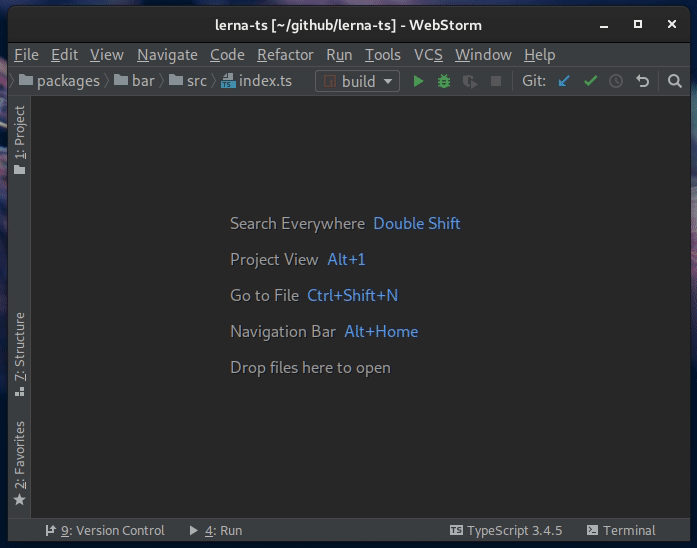 lerna-ts [~/github/lerna-ts] - WebStorm
File Edit View Navigate Code Refactor Run Tools VCS Window Help
packages bar src index.ts build Git:
1: Project
Search Everywhere Double Shift
Project View Alt+1
Go to File Ctrl+Shift+N
Navigation Bar Alt+Home
Drop files here to open
7: Structure
2: Favorites
9: Version Control 4: Run TS TypeScript 3.4.5 Terminal